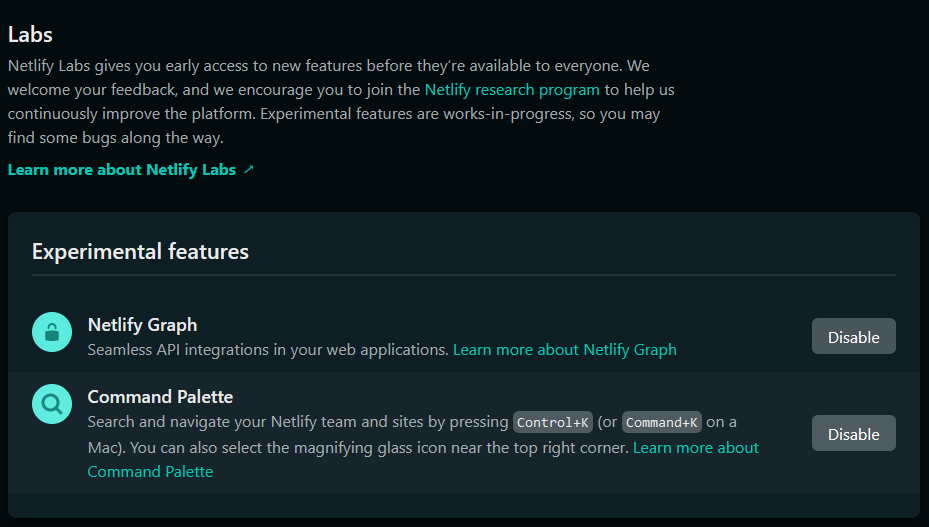 Labs
Netlify Labs gives you early access to new features before they’re available to everyone. We
welcome your feedback, and we encourage you to join the Netlify research program to help us
continuously improve the platform. Experimental features are works-in-progress, so you may
find some bugs along the way.
Learn more about Netlify Labs ↗
Experimental features
Netlify Graph
Seamless API integrations in your web applications. Learn more about Netlify Graph
Disable
Command Palette
Search and navigate your Netlify team and sites by pressing Control+K (or Command+K on a
Mac). You can also select the magnifying glass icon near the top right corner. Learn more about
Command Palette
Disable